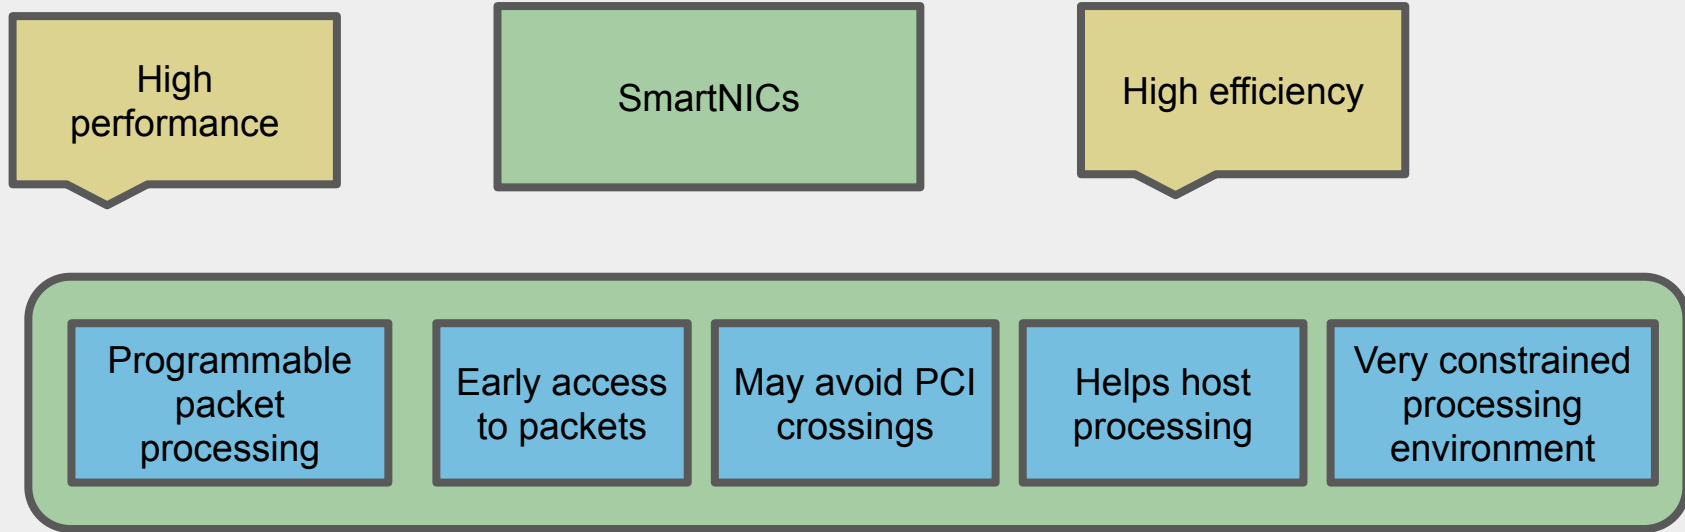 High
performance
SmartNICs
High efficiency
Programmable
packet
processing
Early access
to packets
May avoid PCI
crossings
Helps host
processing
Very constrained
processing
environment